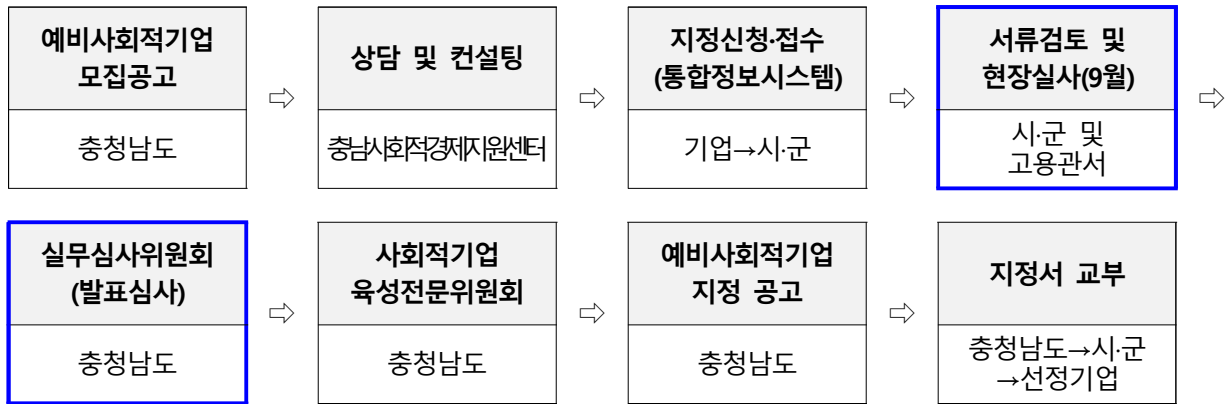 예비사회적기업
모집공고
충청남도
⇨
상담 및 컨설팅
충남사회적경제지원센터
⇨
지정신청·접수
(통합정보시스템)
기업→시·군
⇨
서류검토 및
현장실사(9월)
시·군 및
고용관서
⇨
실무심사위원회
(발표심사)
충청남도
⇨
사회적기업
육성전문위원회
충청남도
⇨
예비사회적기업
지정 공고
충청남도
⇨
지정서 교부
충청남도→시·군
→선정기업